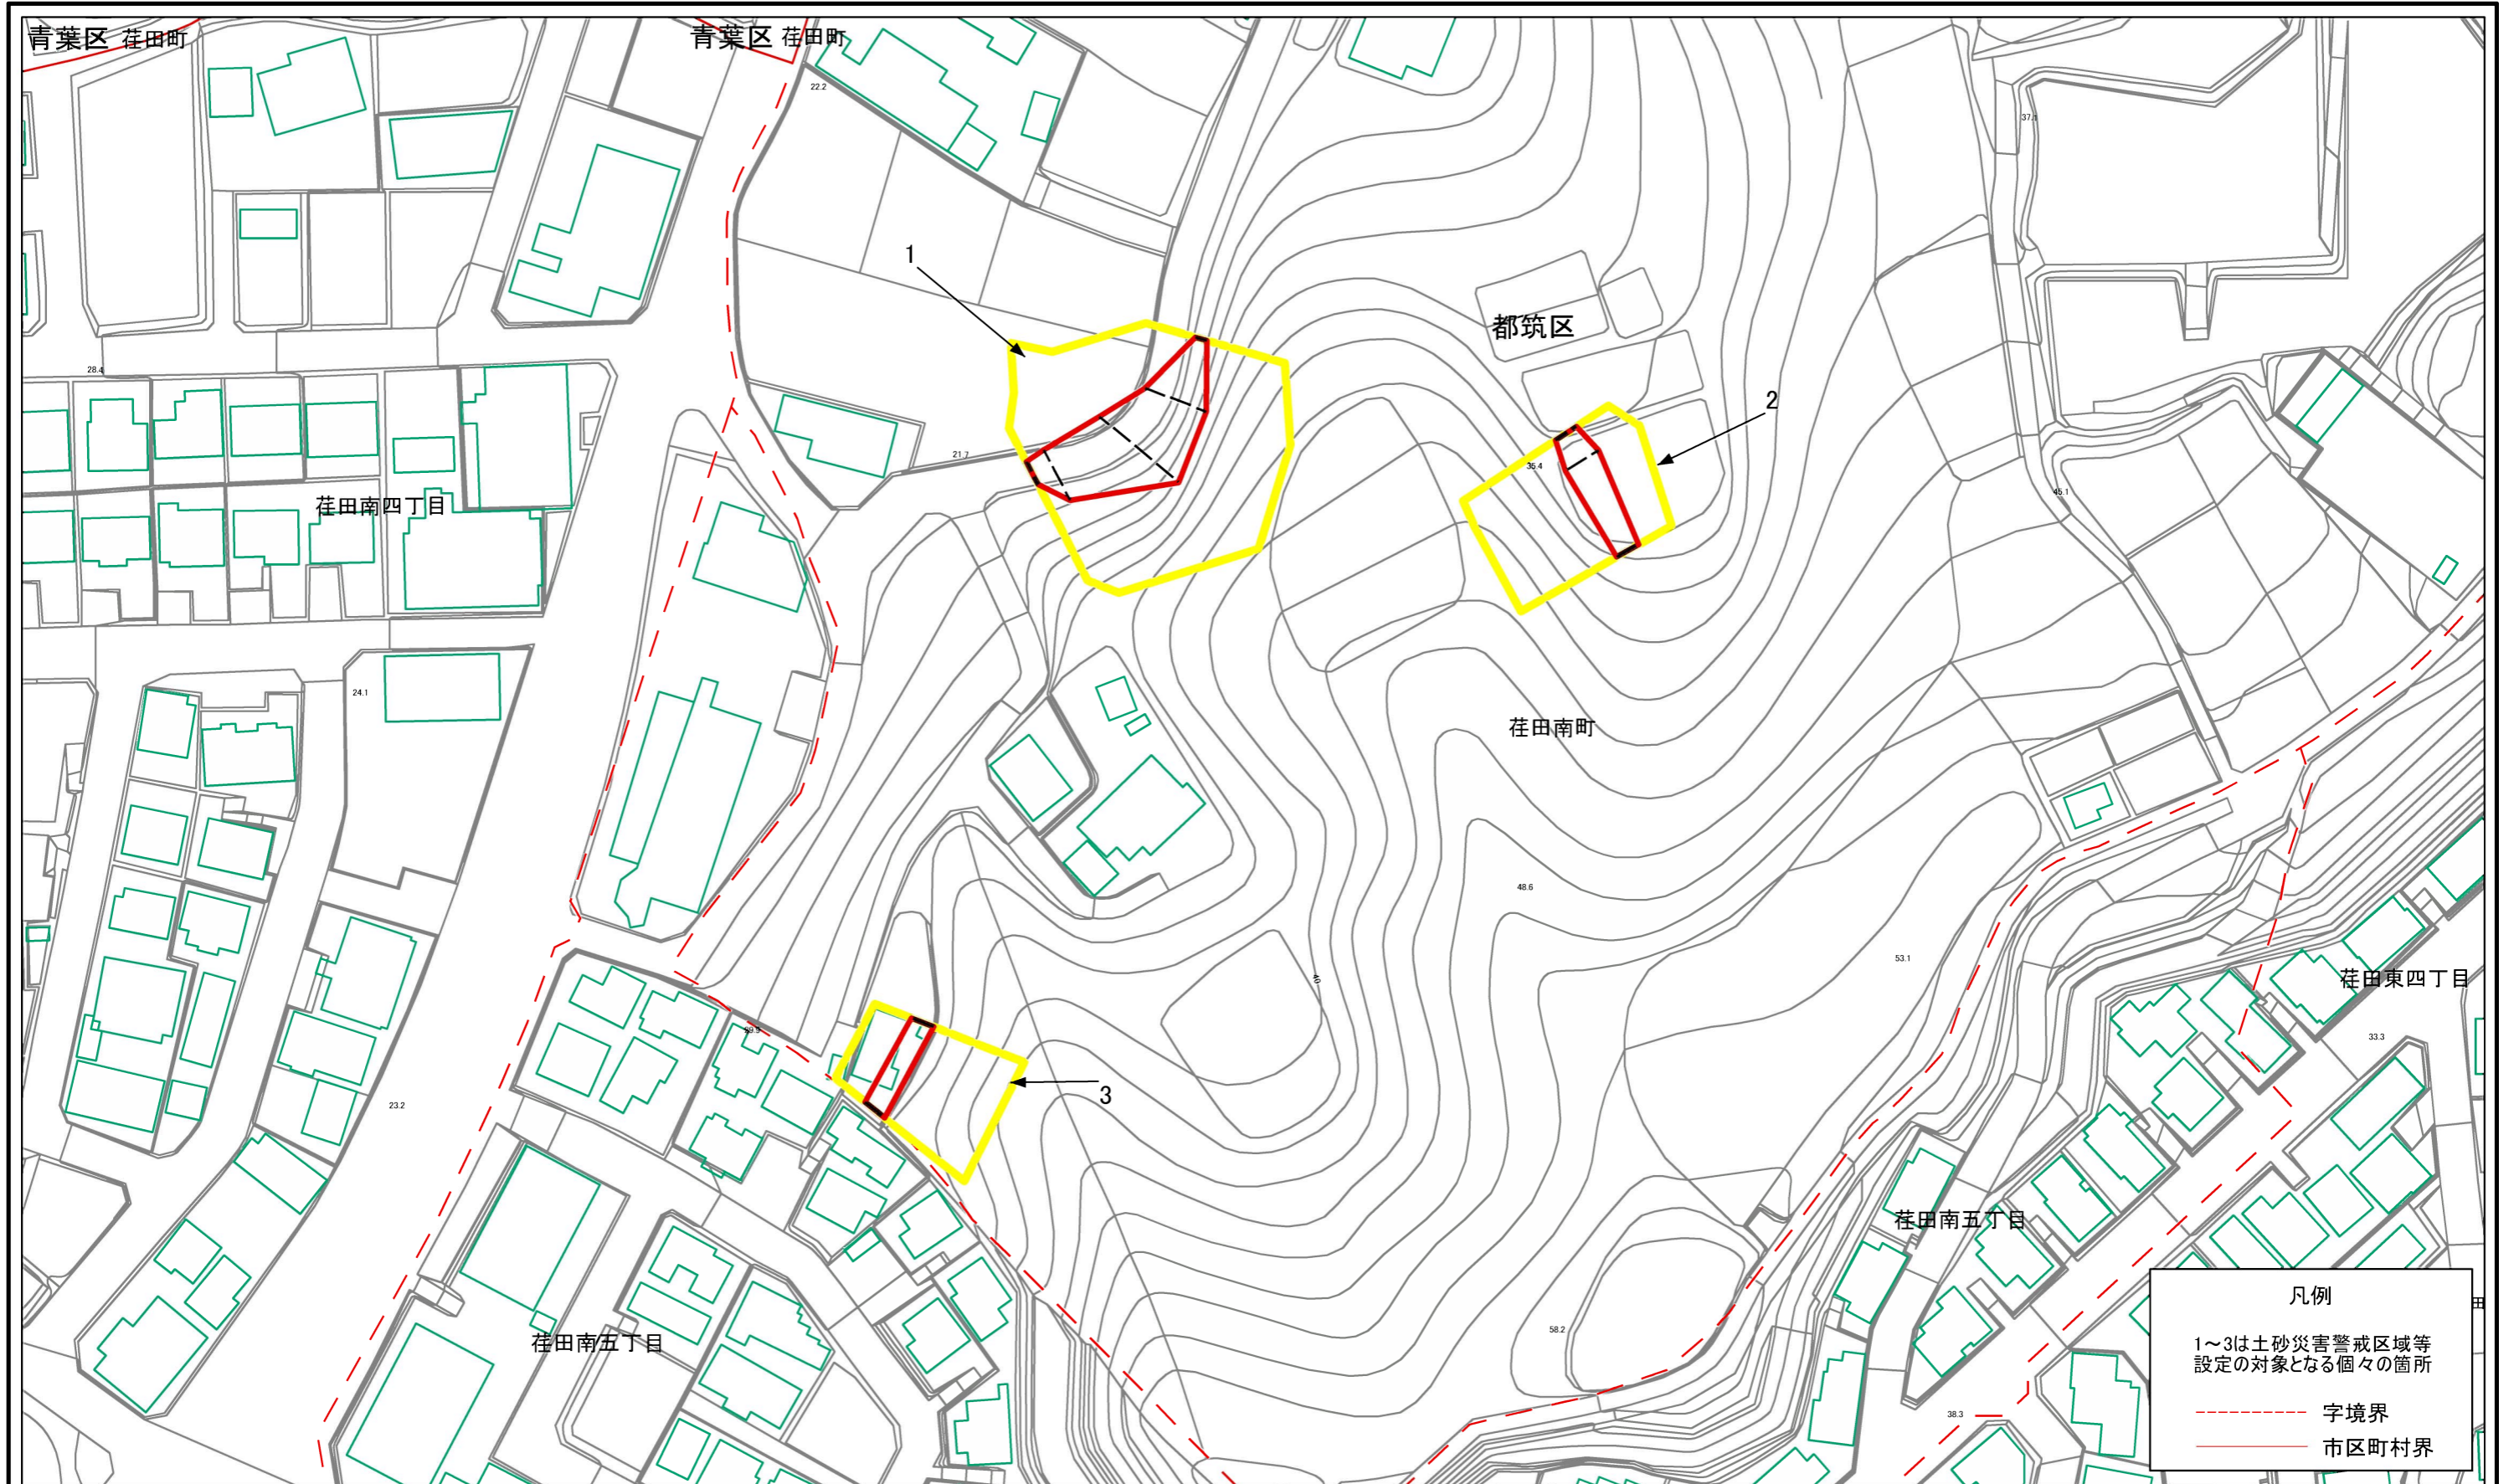 青葉区 荏田町
青葉区 荏田町
22.2
37.1
1
都筑区
28.4
2
21.7
35.4
45.1
荏田南四丁目
24.1
荏田南町
48.6
53.1
40
荏田東四丁目
59.9
33.3
3
23.2
荏田南五丁目
荏田南五丁目
58.2
38.3
凡例
1～3は土砂災害警戒区域等
設定の対象となる個々の箇所
字境界
市区町村界